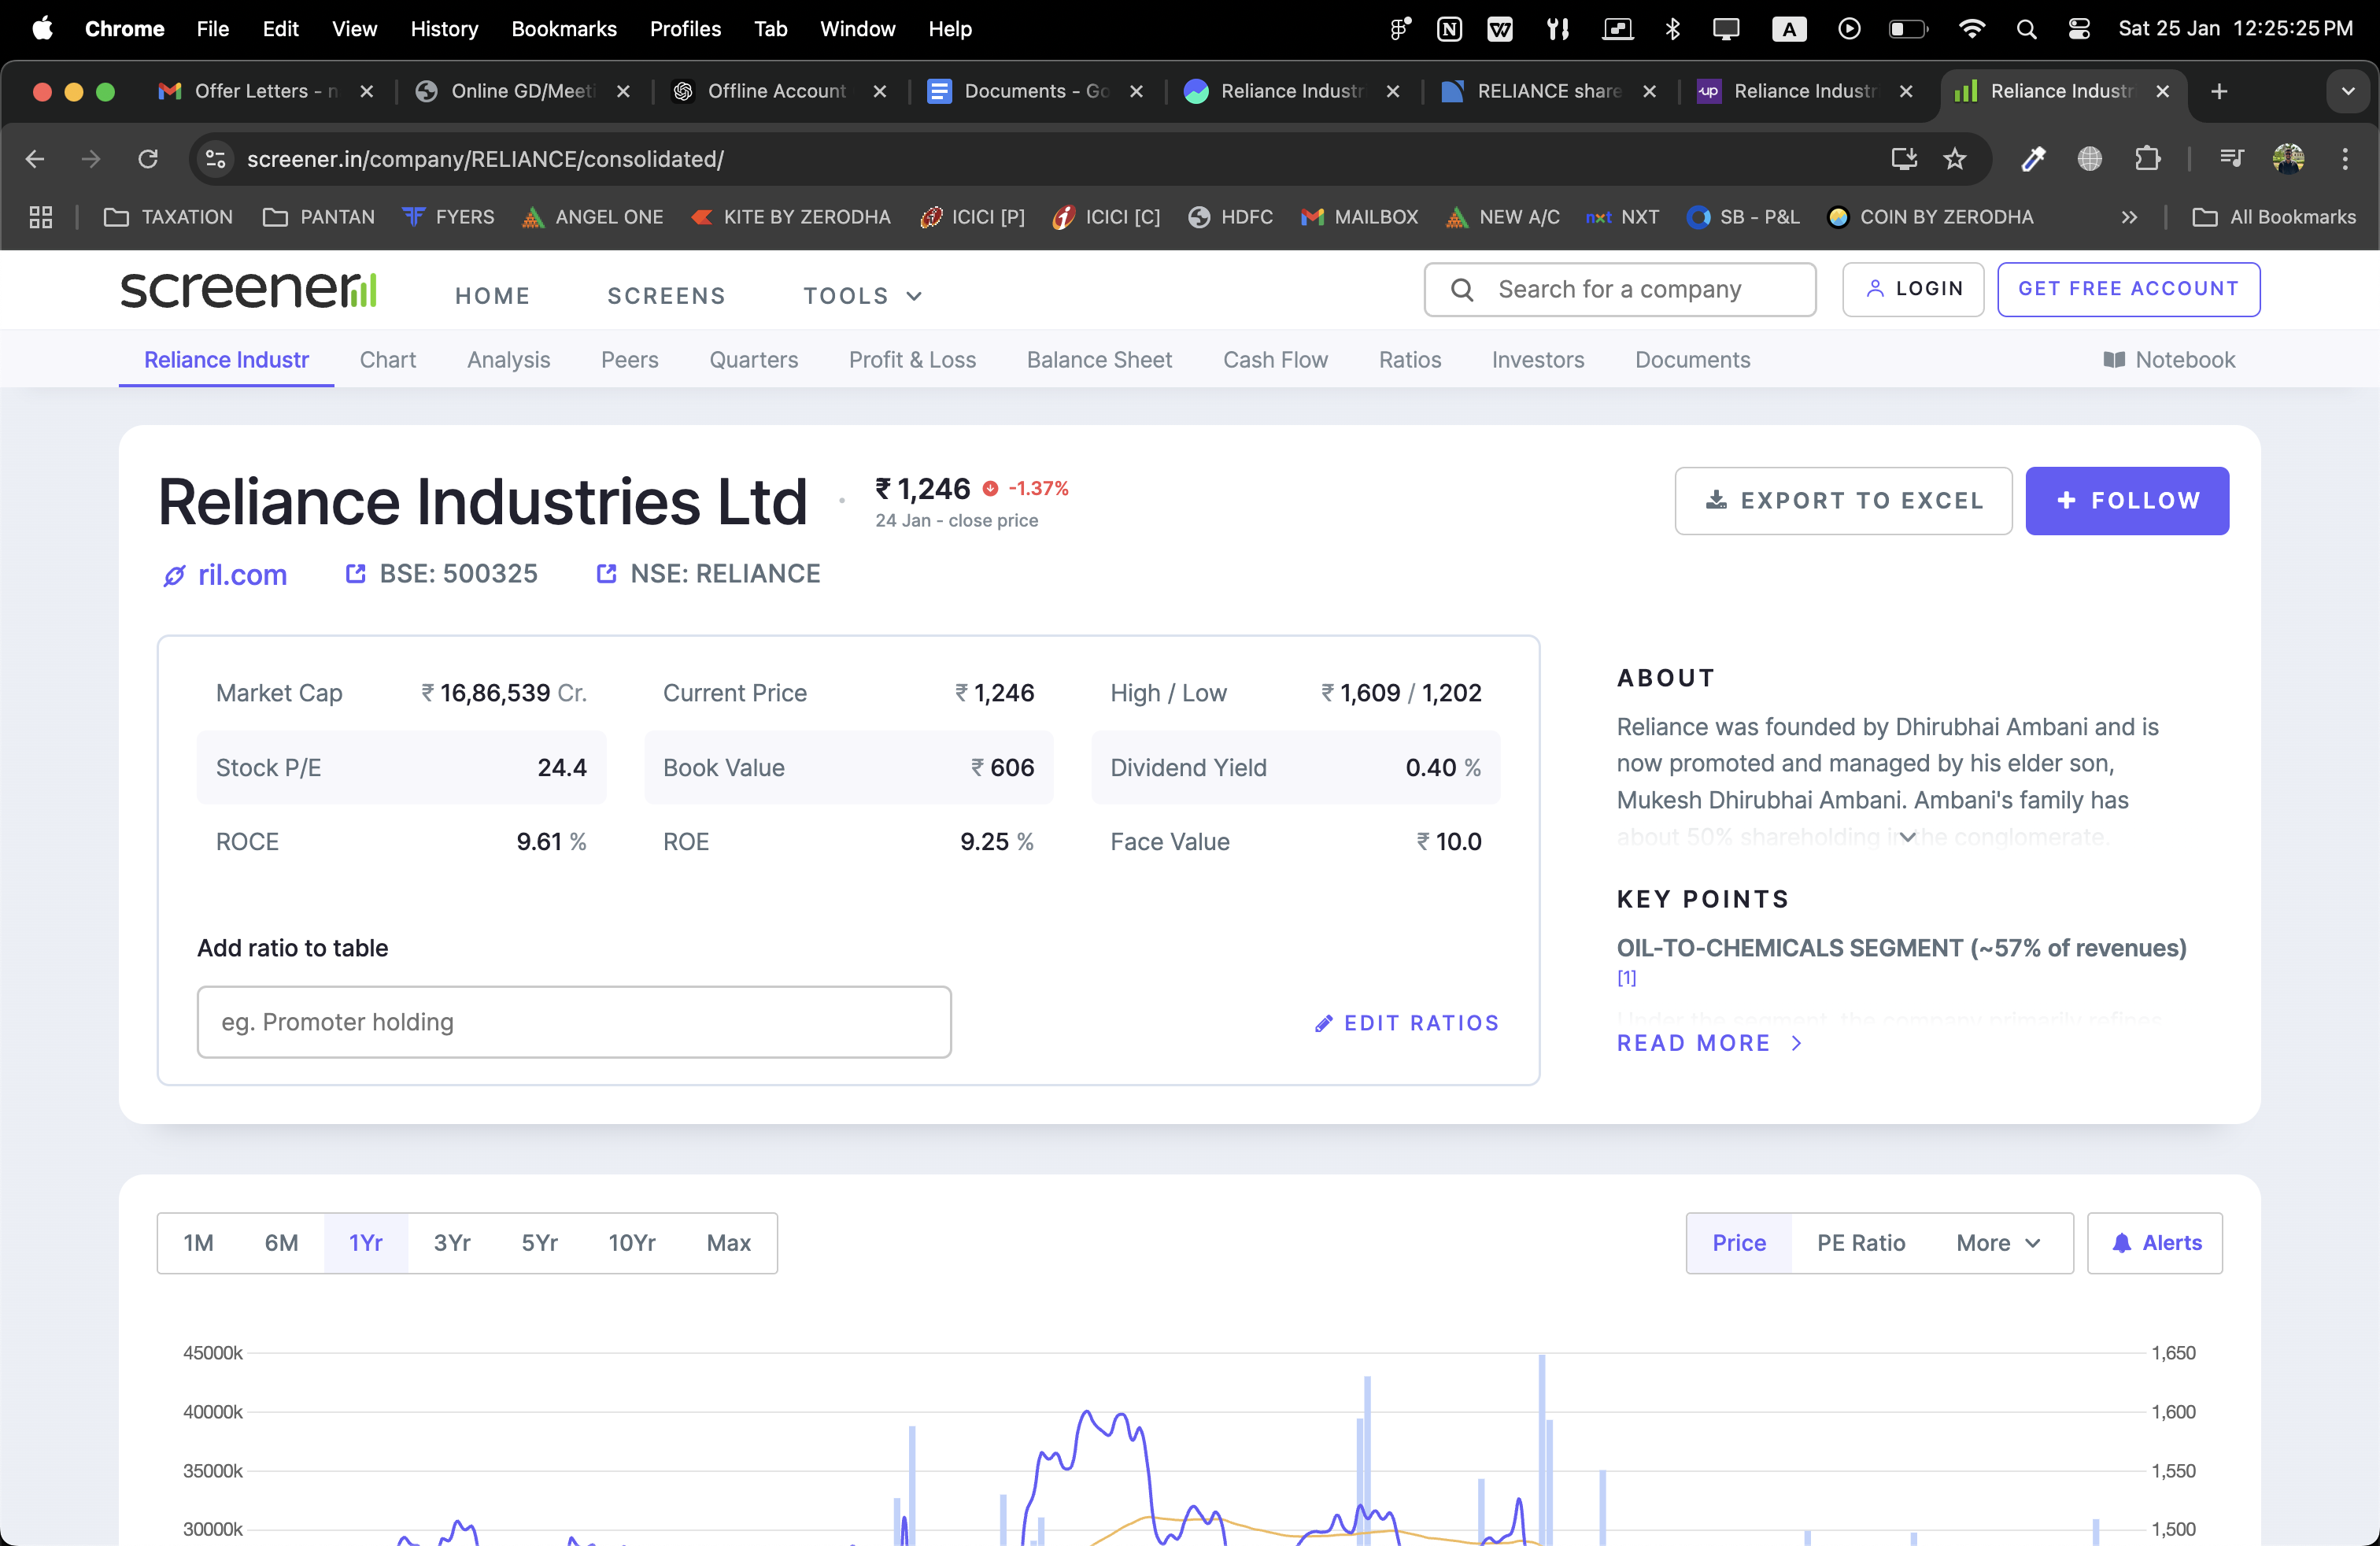 Chrome File Edit View History Bookmarks Profiles Tab Window Help A Sat 25 Jan 12:25:25 PM
Offer Letters - n Online GD/Meeti Offline Account Documents - Go Reliance Industr RELIANCE share up Reliance Industr Reliance Industr
screener.in/company/RELIANCE/consolidated/
TAXATION PANTAN FYERS ANGEL ONE KITE BY ZERODHA ICICI [P] ICICI [C] HDFC MAILBOX NEW A/C nxt NXT SB - P&L COIN BY ZERODHA All Bookmarks
screener HOME SCREENS TOOLS Search for a company LOGIN GET FREE ACCOUNT
Reliance Industr Chart Analysis Peers Quarters Profit & Loss Balance Sheet Cash Flow Ratios Investors Documents Notebook
Reliance Industries Ltd ₹ 1,246 -1.37%
24 Jan - close price
EXPORT TO EXCEL + FOLLOW
ril.com BSE: 500325 NSE: RELIANCE
Market Cap ₹ 16,86,539 Cr. Current Price ₹ 1,246 High / Low ₹ 1,609 / 1,202
Stock P/E 24.4 Book Value ₹ 606 Dividend Yield 0.40 %
ROCE 9.61 % ROE 9.25 % Face Value ₹ 10.0
Add ratio to table
eg. Promoter holding EDIT RATIOS
ABOUT
Reliance was founded by Dhirubhai Ambani and is
now promoted and managed by his elder son,
Mukesh Dhirubhai Ambani. Ambani's family has
about 50% shareholding in the conglomerate.
KEY POINTS
OIL-TO-CHEMICALS SEGMENT (~57% of revenues)
[1]
Under the segment, the company primarily refines
READ MORE
1M 6M 1Yr 3Yr 5Yr 10Yr Max Price PE Ratio More Alerts
45000k 1,650
40000k 1,600
35000k 1,550
30000k 1,500